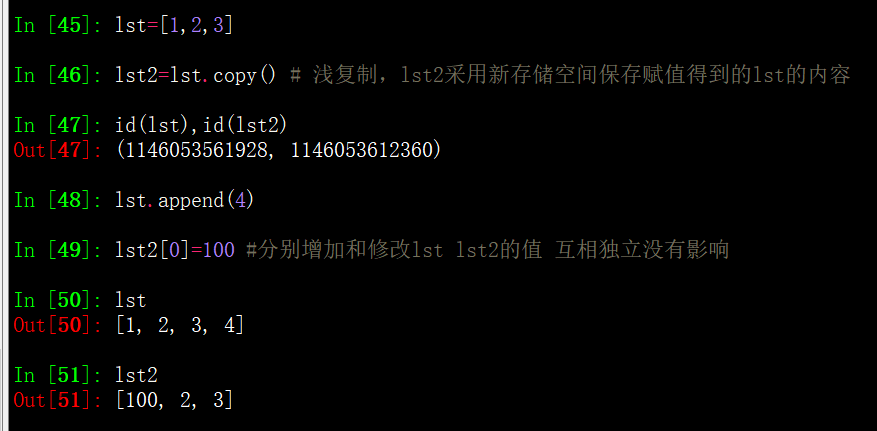 In [45]: lst=[1,2,3]
In [46]: lst2=lst.copy() # 浅复制，lst2采用新存储空间保存赋值得到的lst的内容
In [47]: id(lst),id(lst2)
Out[47]: (1146053561928, 1146053612360)
In [48]: lst.append(4)
In [49]: lst2[0]=100 #分别增加和修改lst lst2的值 互相独立没有影响
In [50]: lst
Out[50]: [1, 2, 3, 4]
In [51]: lst2
Out[51]: [100, 2, 3]